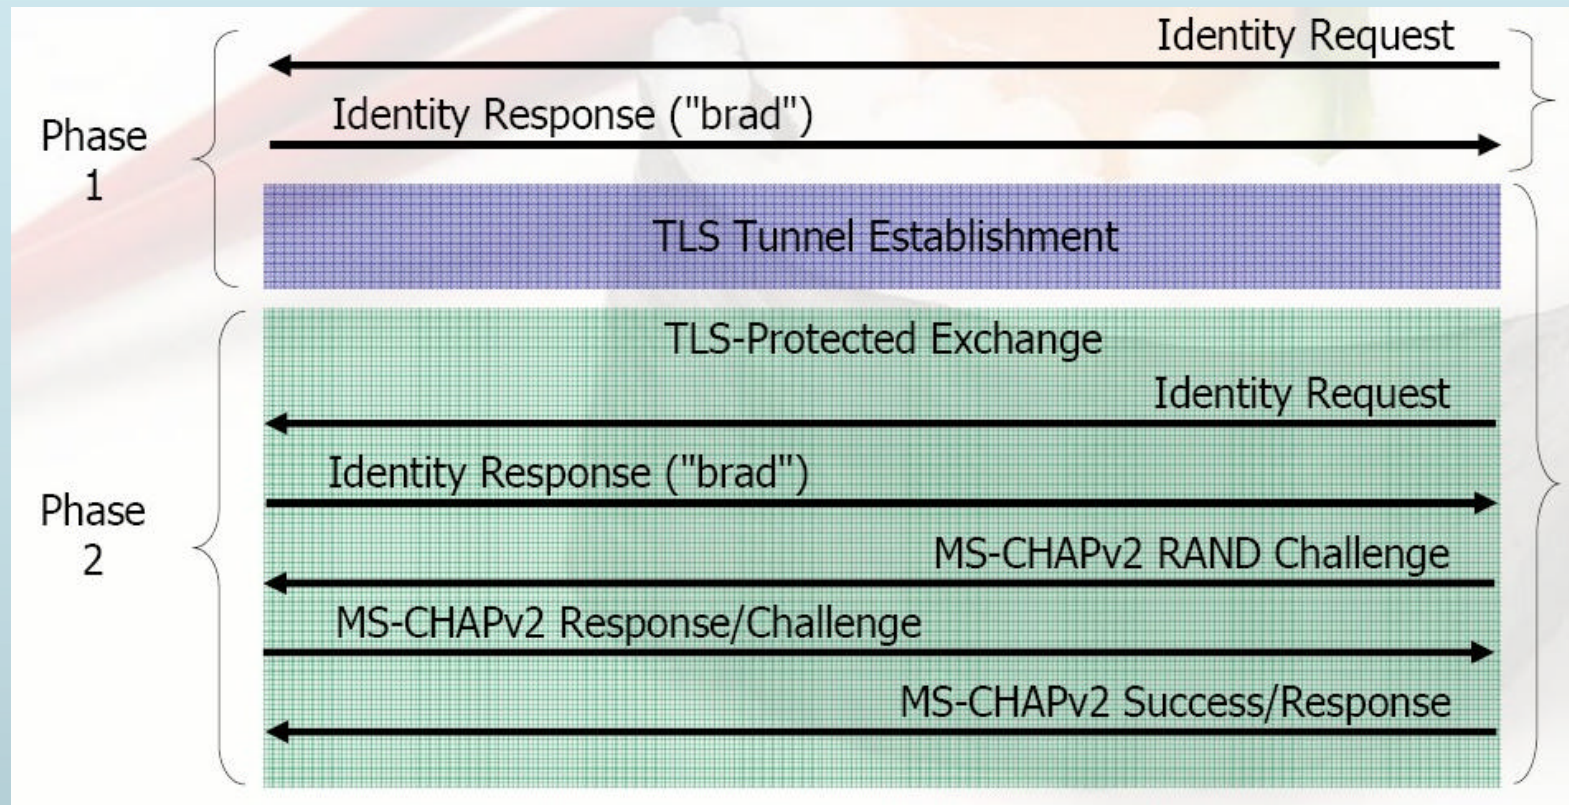 Identity Request
Identity Response ("brad")
Phase
1
TLS Tunnel Establishment
TLS-Protected Exchange
Identity Request
Identity Response ("brad")
Phase
2
MS-CHAPv2 RAND Challenge
MS-CHAPv2 Response/Challenge
MS-CHAPv2 Success/Response